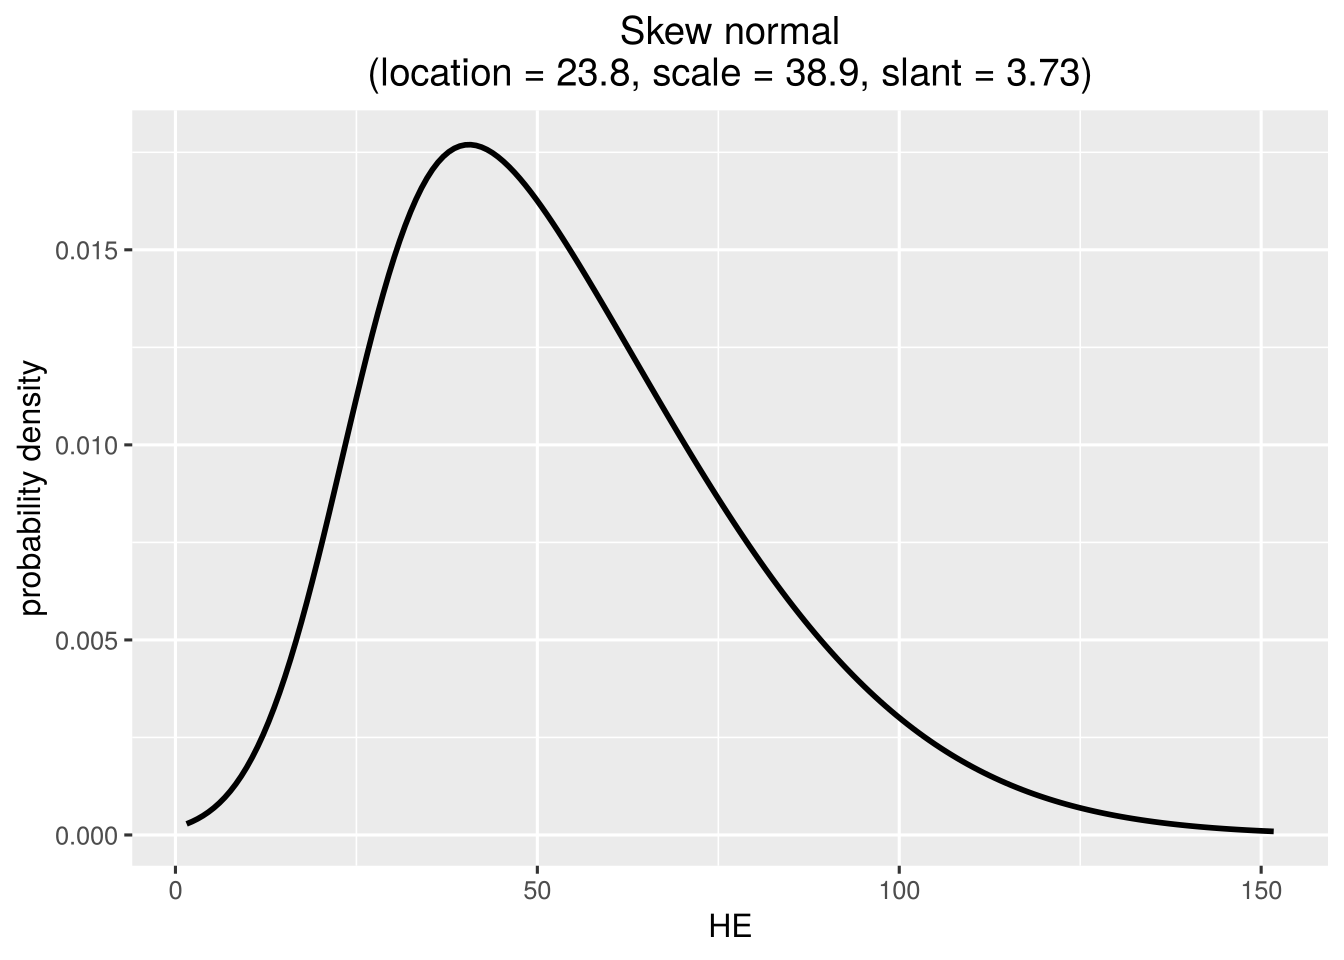 Skew normal
(location = 23.8, scale = 38.9, slant = 3.73)
probability density
0.015
0.010
0.005
0.000
0 50 100 150
HE